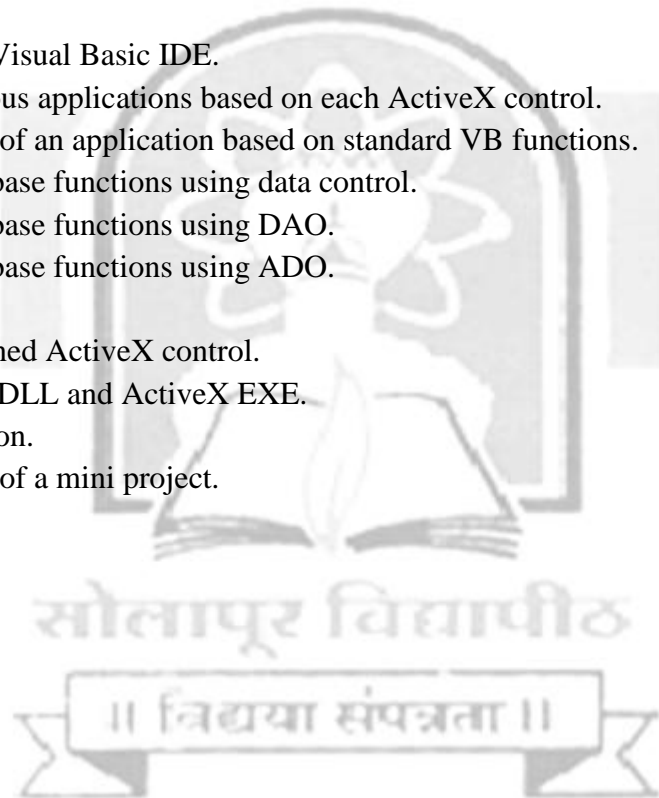 Visual Basic IDE.
ous applications based on each ActiveX control.
of an application based on standard VB functions.
base functions using data control.
base functions using DAO.
base functions using ADO.
ned ActiveX control.
DLL and ActiveX EXE.
on.
of a mini project.
सोलापूर विद्यापीठ
॥ विद्यया संपन्नता ॥